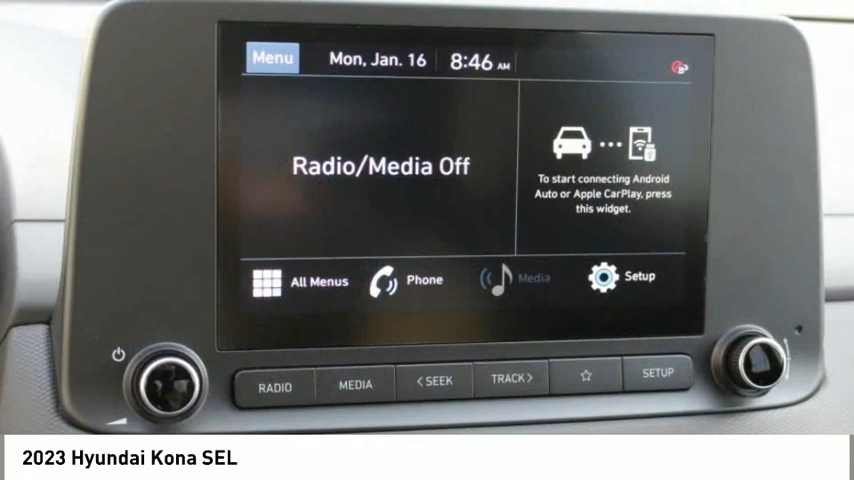 Menu Mon, Jan. 16 8:46 AM
Radio/Media Off
To start connecting Android
Auto or Apple CarPlay, press
this widget.
All Menus Phone Media Setup
RADIO MEDIA <SEEK TRACK> SETUP
2023 Hyundai Kona SEL